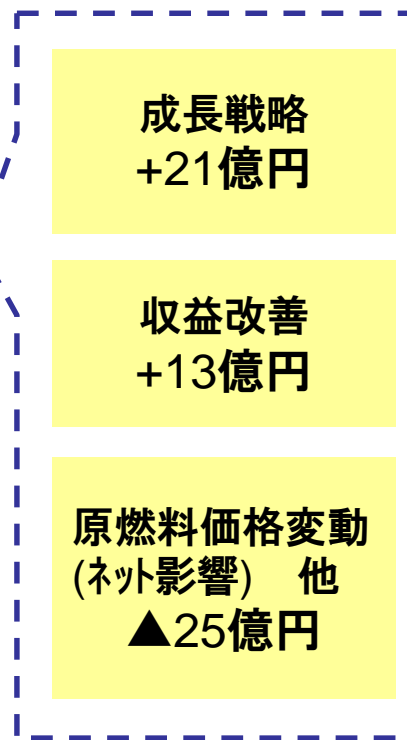 成長戦略
+21億円
収益改善
+13億円
原燃料価格変動
(ネット影響)　他
▲25億円